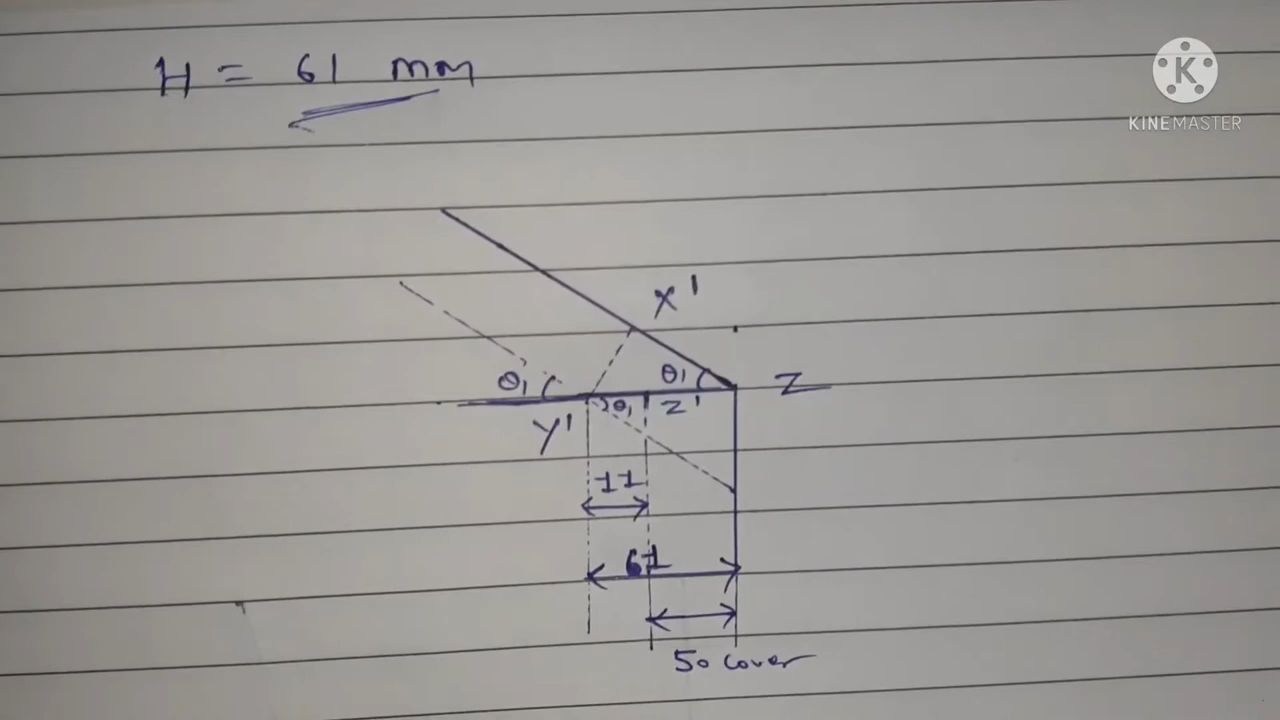 H = 61 mm
K
KINEMASTER
X'
θ1 θ1 Z
Y' θ1 Z'
11
61
50 cover